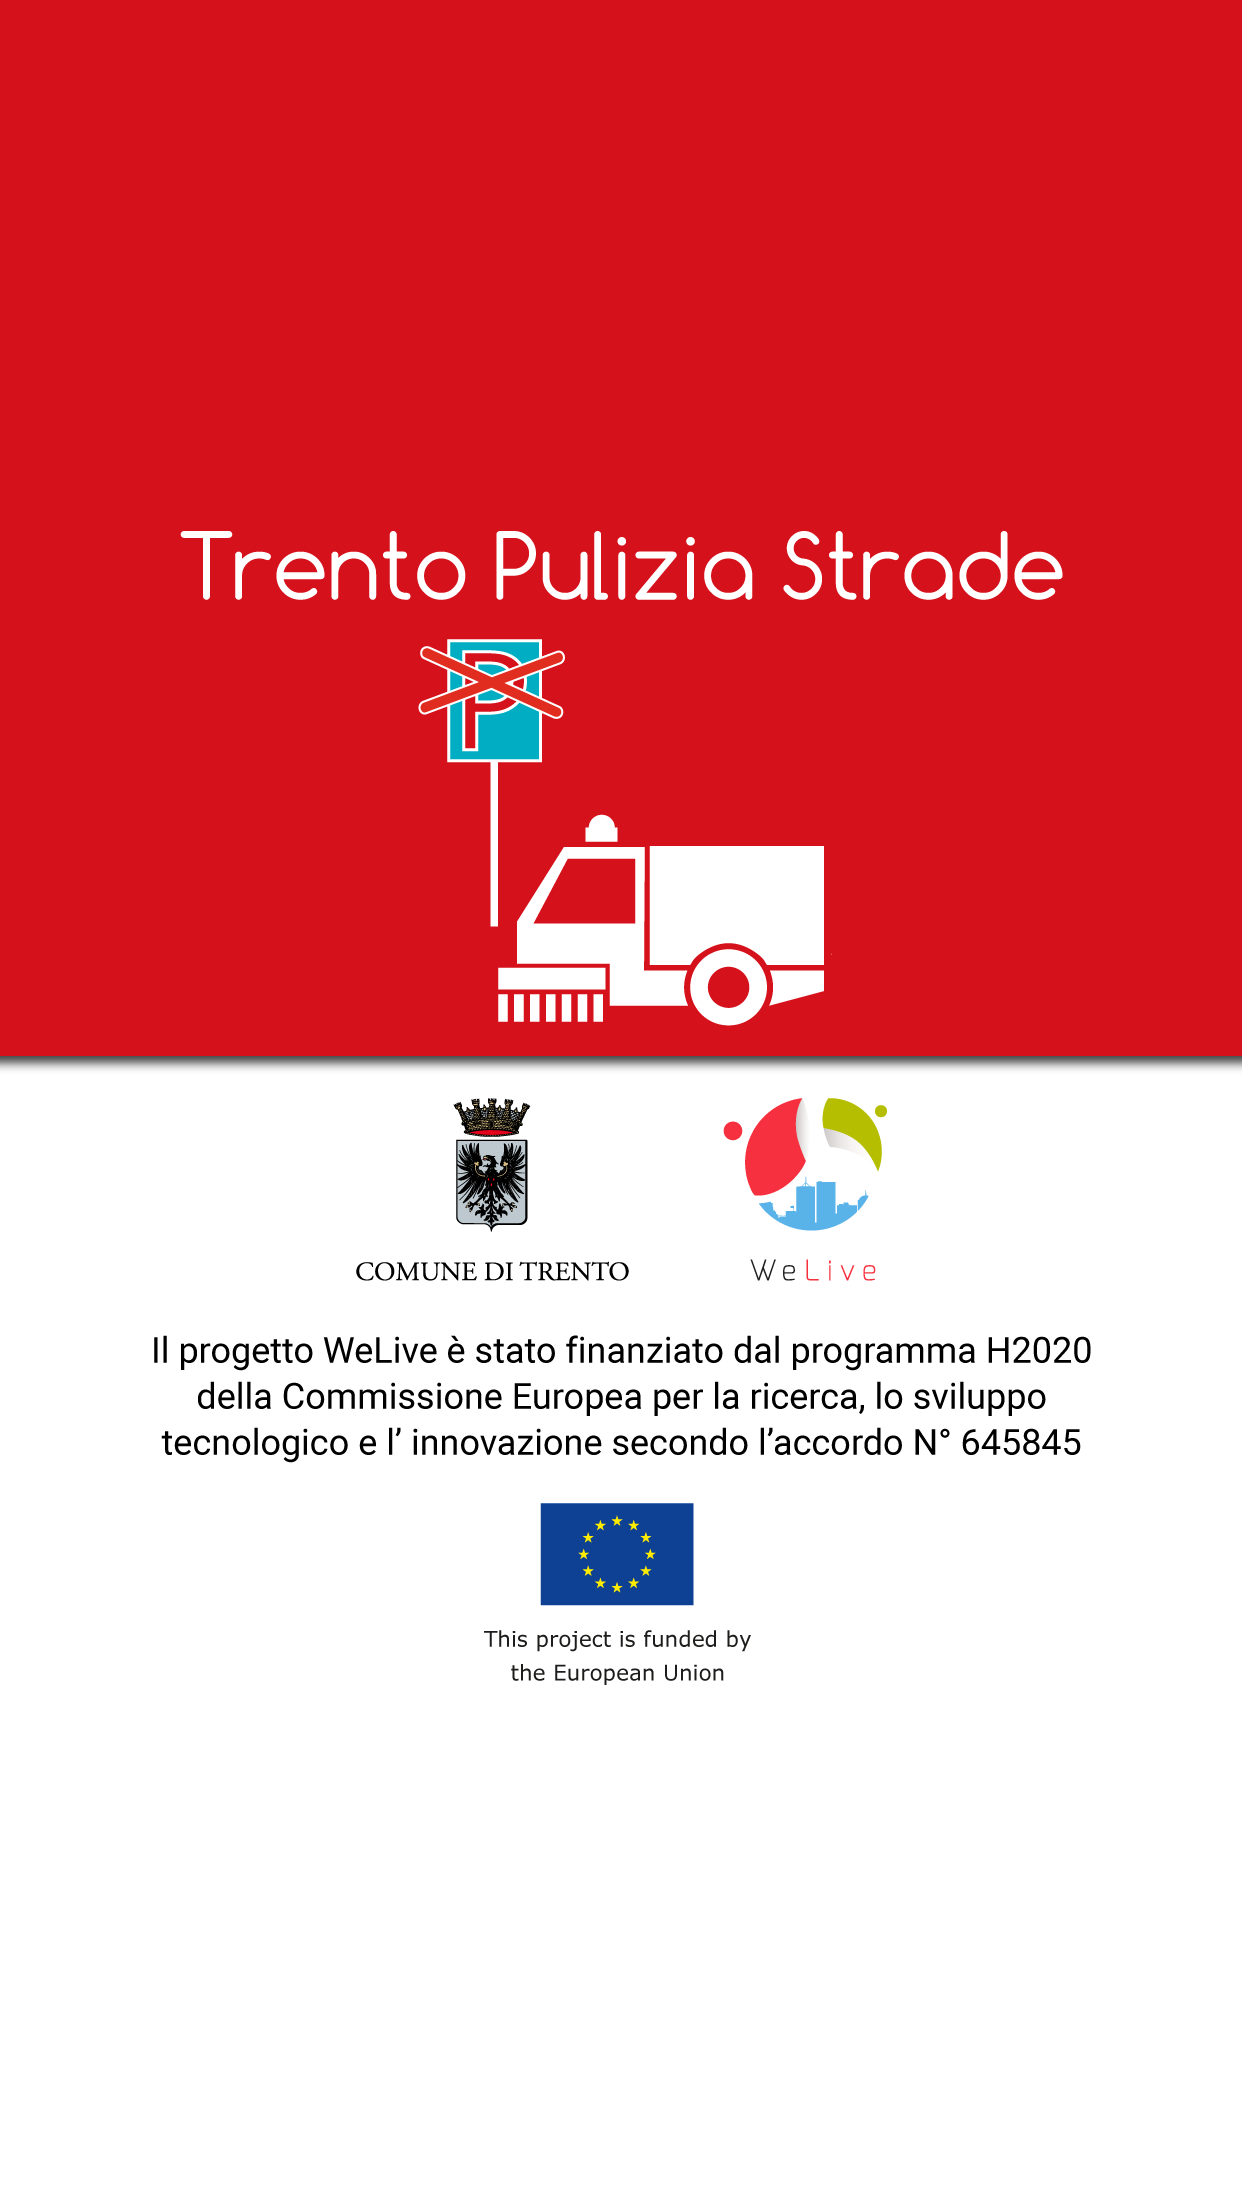 Trento Pulizia Strade
P
COMUNE DI TRENTO
WeLive
Il progetto WeLive è stato finanziato dal programma H2020
della Commissione Europea per la ricerca, lo sviluppo
tecnologico e l’ innovazione secondo l’accordo N° 645845
This project is funded by
the European Union